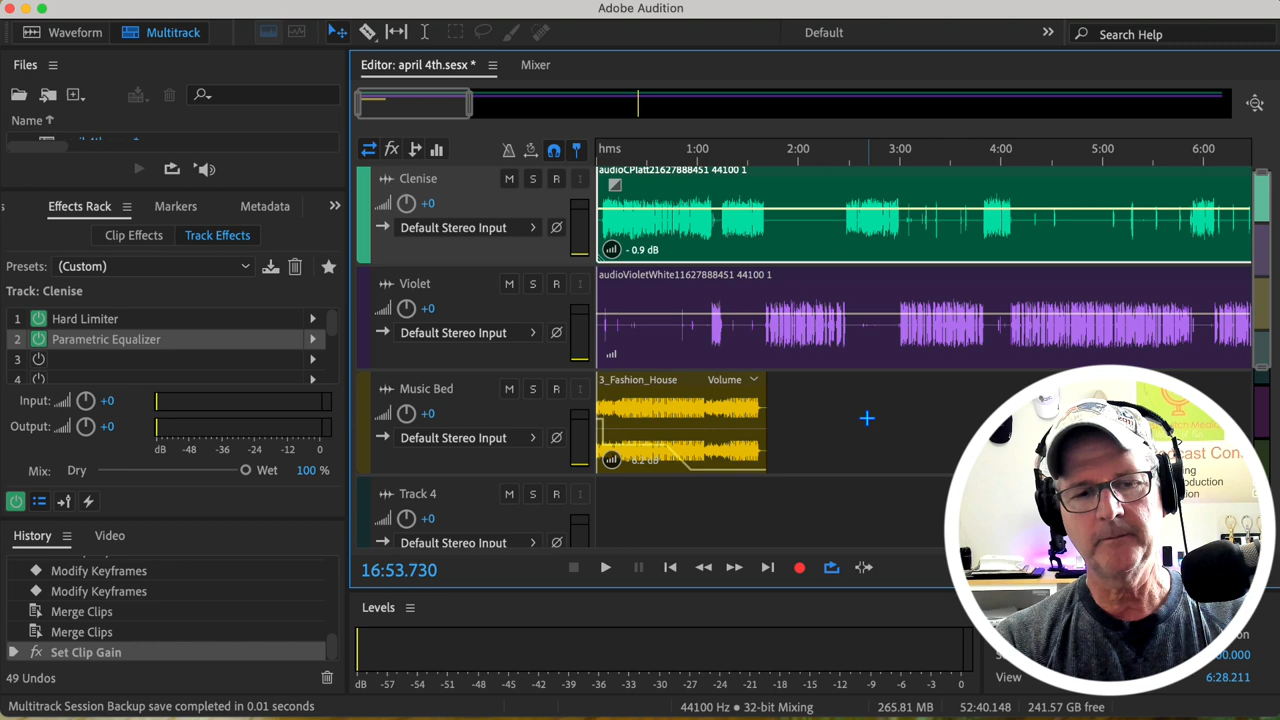 Adobe Audition
Waveform
Multitrack
Default
Search Help
Files
Name
Effects Rack
Markers
Metadata
Clip Effects
Track Effects
Presets: (Custom)
Track: Clenise
1 Hard Limiter
2 Parametric Equalizer
3
4
Input: +0
Output: +0
dB -48 -36 -24 -12 0
Mix: Dry Wet 100 %
History
Video
Modify Keyframes
Modify Keyframes
Merge Clips
Merge Clips
fx Set Clip Gain
49 Undos
Multitrack Session Backup save completed in 0.01 seconds
Editor: april 4th.sesx *
Mixer
fx
hms 1:00 2:00 3:00 4:00 5:00 6:00
Clenise M S R I
+0
Default Stereo Input
audioCPlatt21627888451 44100 1
- 0.9 dB
Violet M S R I
+0
Default Stereo Input
audioVioletWhite11627888451 44100 1
Music Bed M S R I
+0
Default Stereo Input
3_Fashion_House Volume
Track 4 M S R I
+0
Default Stereo Input
16:53.730
Levels
dB -57 -54 -51 -48 -45 -42 -39 -36 -33 -30 -27 -24 -21 -18 -15 -12 -9 -6 -3 0
View 6:28.211
44100 Hz • 32-bit Mixing
265.81 MB
52:40.148
241.57 GB free